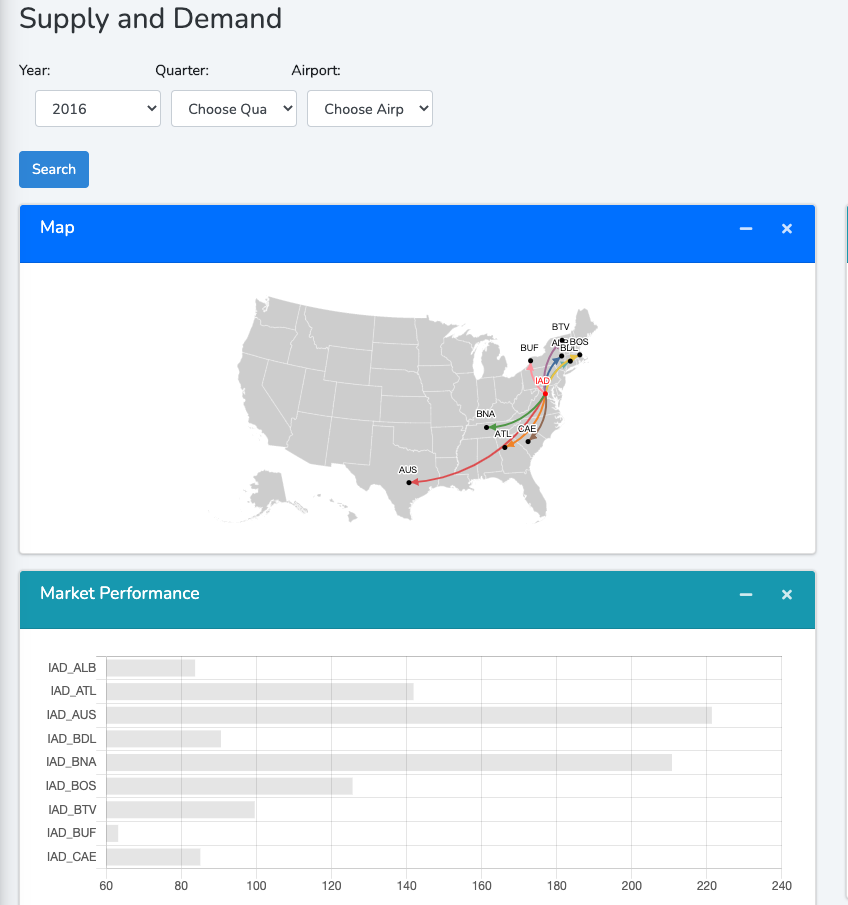 Supply and Demand
Year: Quarter: Airport:
2016 Choose Qua Choose Airp
Search
Map
BTV
BUF BOS
BDL
IAD
BNA
ATL CAE
AUS
Market Performance
IAD_ALB
IAD_ATL
IAD_AUS
IAD_BDL
IAD_BNA
IAD_BOS
IAD_BTV
IAD_BUF
IAD_CAE
60 80 100 120 140 160 180 200 220 240